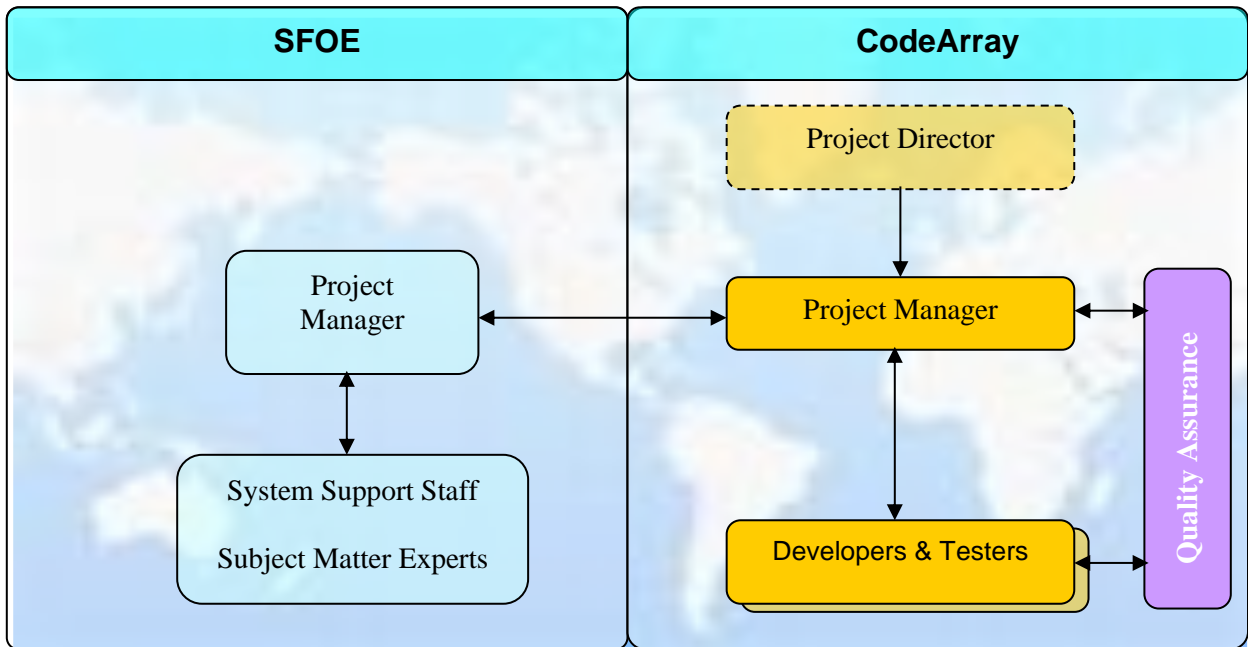 SFOE
CodeArray
Project Director
Project
Manager
Project Manager
System Support Staff
Subject Matter Experts
Developers & Testers
Quality Assurance